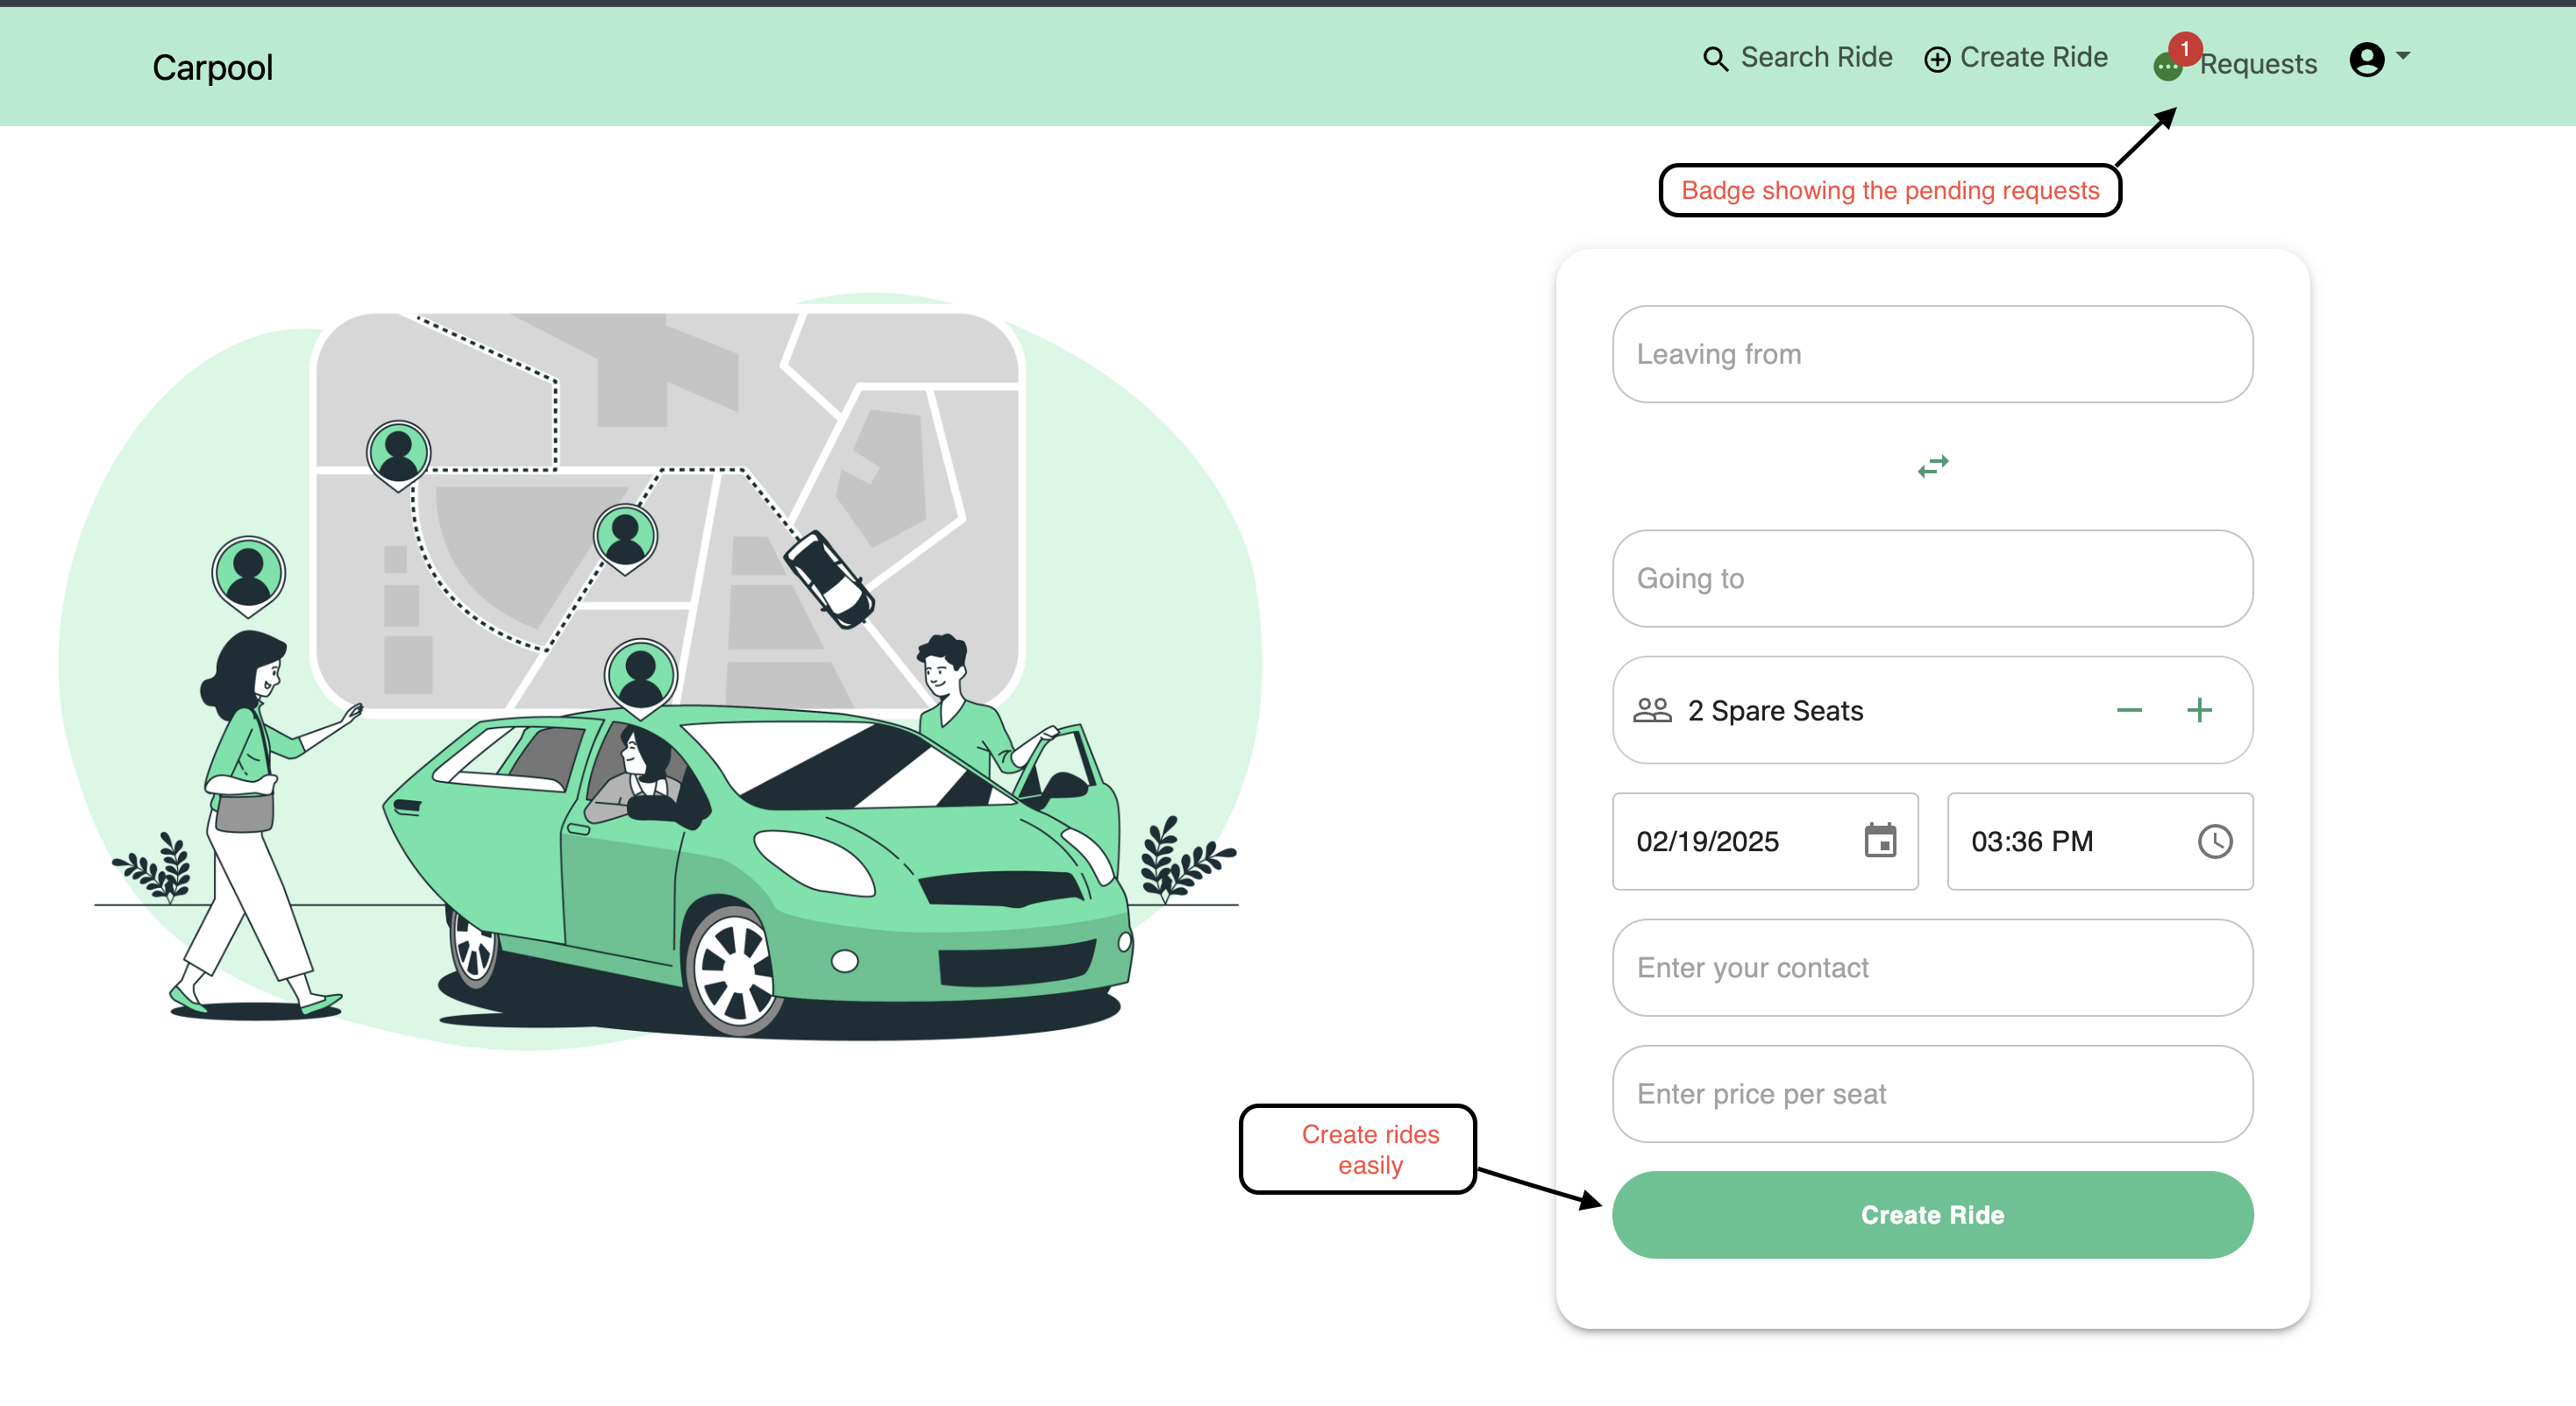 Carpool
Search Ride
Create Ride
1
Requests
Badge showing the pending requests
Leaving from
Going to
2 Spare Seats
02/19/2025
03:36 PM
Enter your contact
Enter price per seat
Create rides
easily
Create Ride